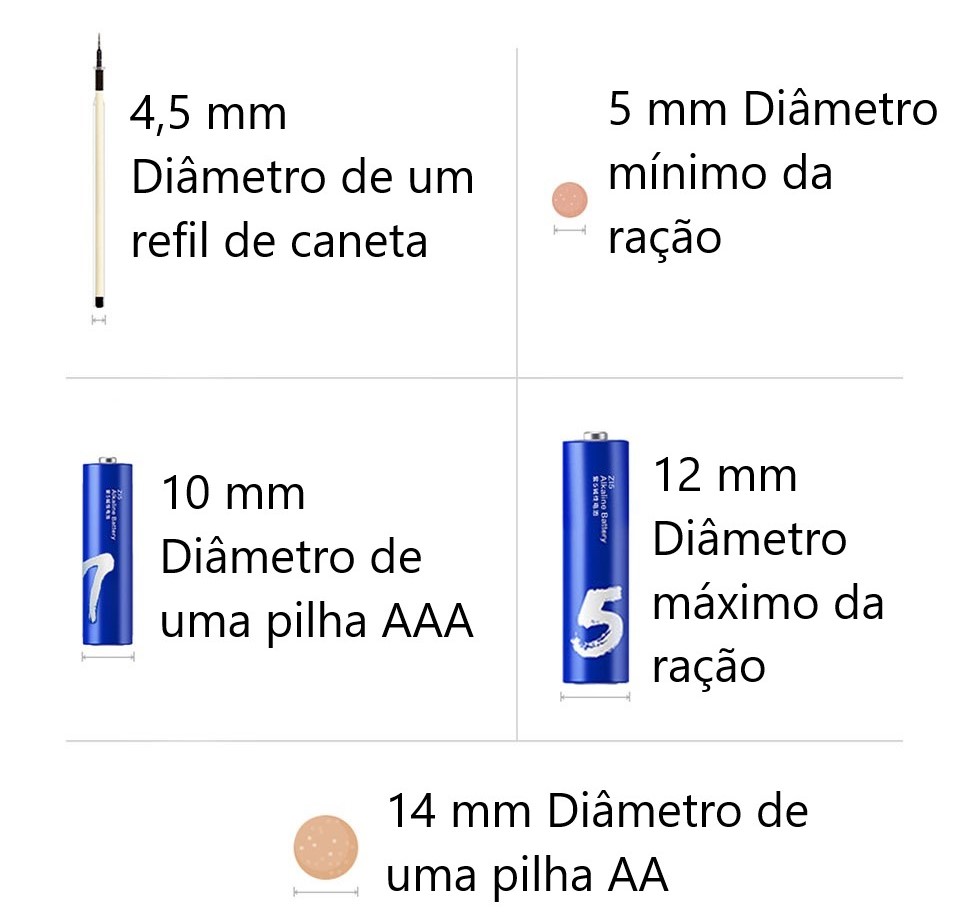 4,5 mm
Diâmetro de um
refil de caneta
5 mm Diâmetro
mínimo da
ração
10 mm
Diâmetro de
uma pilha AAA
ZI5
Alkaline Battery
7
12 mm
Diâmetro
máximo da
ração
ZI5
Alkaline Battery
5
14 mm Diâmetro de
uma pilha AA